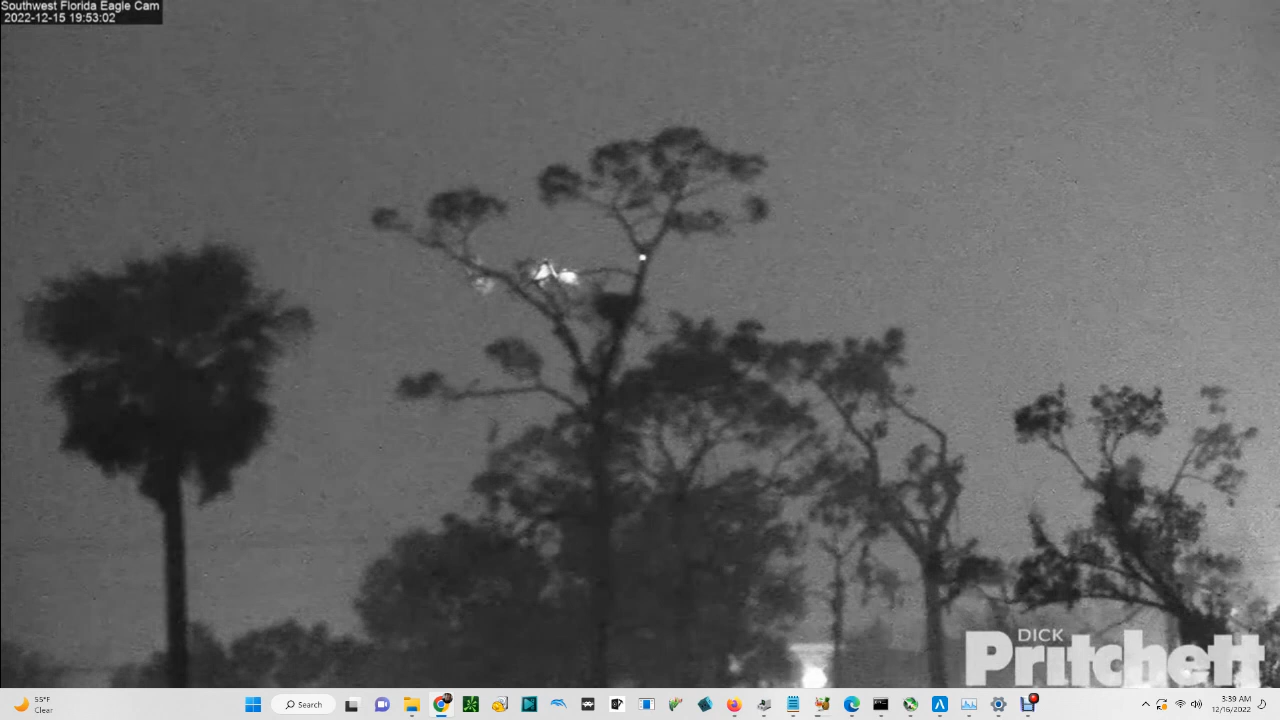 Southwest Florida Eagle Cam
2022-12-15 19:53:02
DICK
Pritchett
55°F
Clear
Search
3:39 AM
12/16/2022